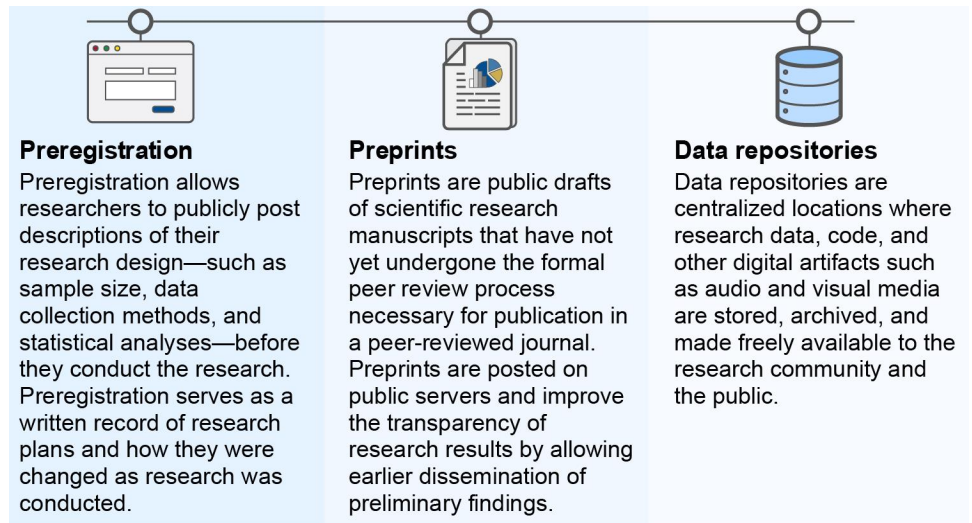 Preregistration
Preregistration allows
researchers to publicly post
descriptions of their
research design—such as
sample size, data
collection methods, and
statistical analyses—before
they conduct the research.
Preregistration serves as a
written record of research
plans and how they were
changed as research was
conducted.
Preprints
Preprints are public drafts
of scientific research
manuscripts that have not
yet undergone the formal
peer review process
necessary for publication in
a peer-reviewed journal.
Preprints are posted on
public servers and improve
the transparency of
research results by allowing
earlier dissemination of
preliminary findings.
Data repositories
Data repositories are
centralized locations where
research data, code, and
other digital artifacts such
as audio and visual media
are stored, archived, and
made freely available to the
research community and
the public.